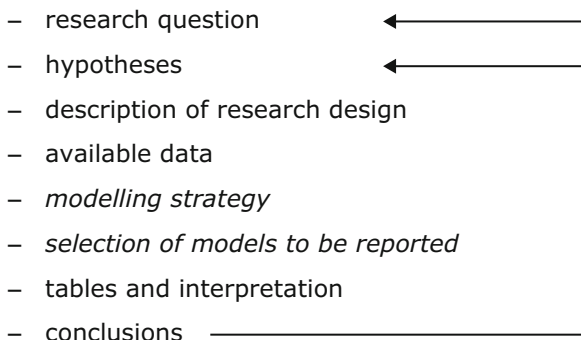 – research question
– hypotheses
– description of research design
– available data
– modelling strategy
– selection of models to be reported
– tables and interpretation
– conclusions